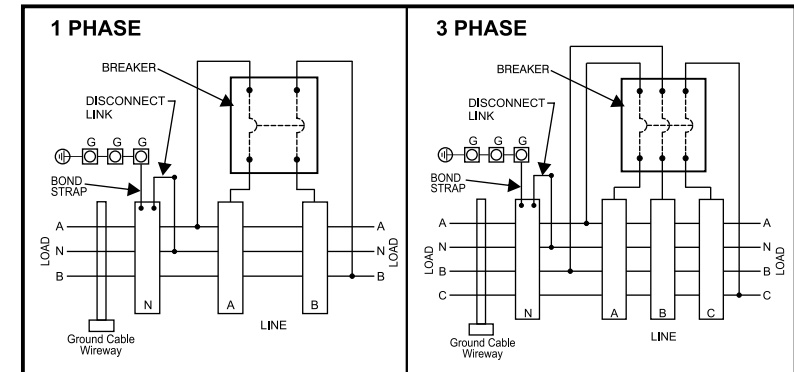 1 PHASE
BREAKER
DISCONNECT
LINK
G G G
BOND
STRAP
A A
N N
B B
LOAD
LOAD
N A B
LINE
Ground Cable
Wireway
3 PHASE
BREAKER
DISCONNECT
LINK
G G G
BOND
STRAP
A A
N N
B B
C C
LOAD
LOAD
N A B C
LINE
Ground Cable
Wireway